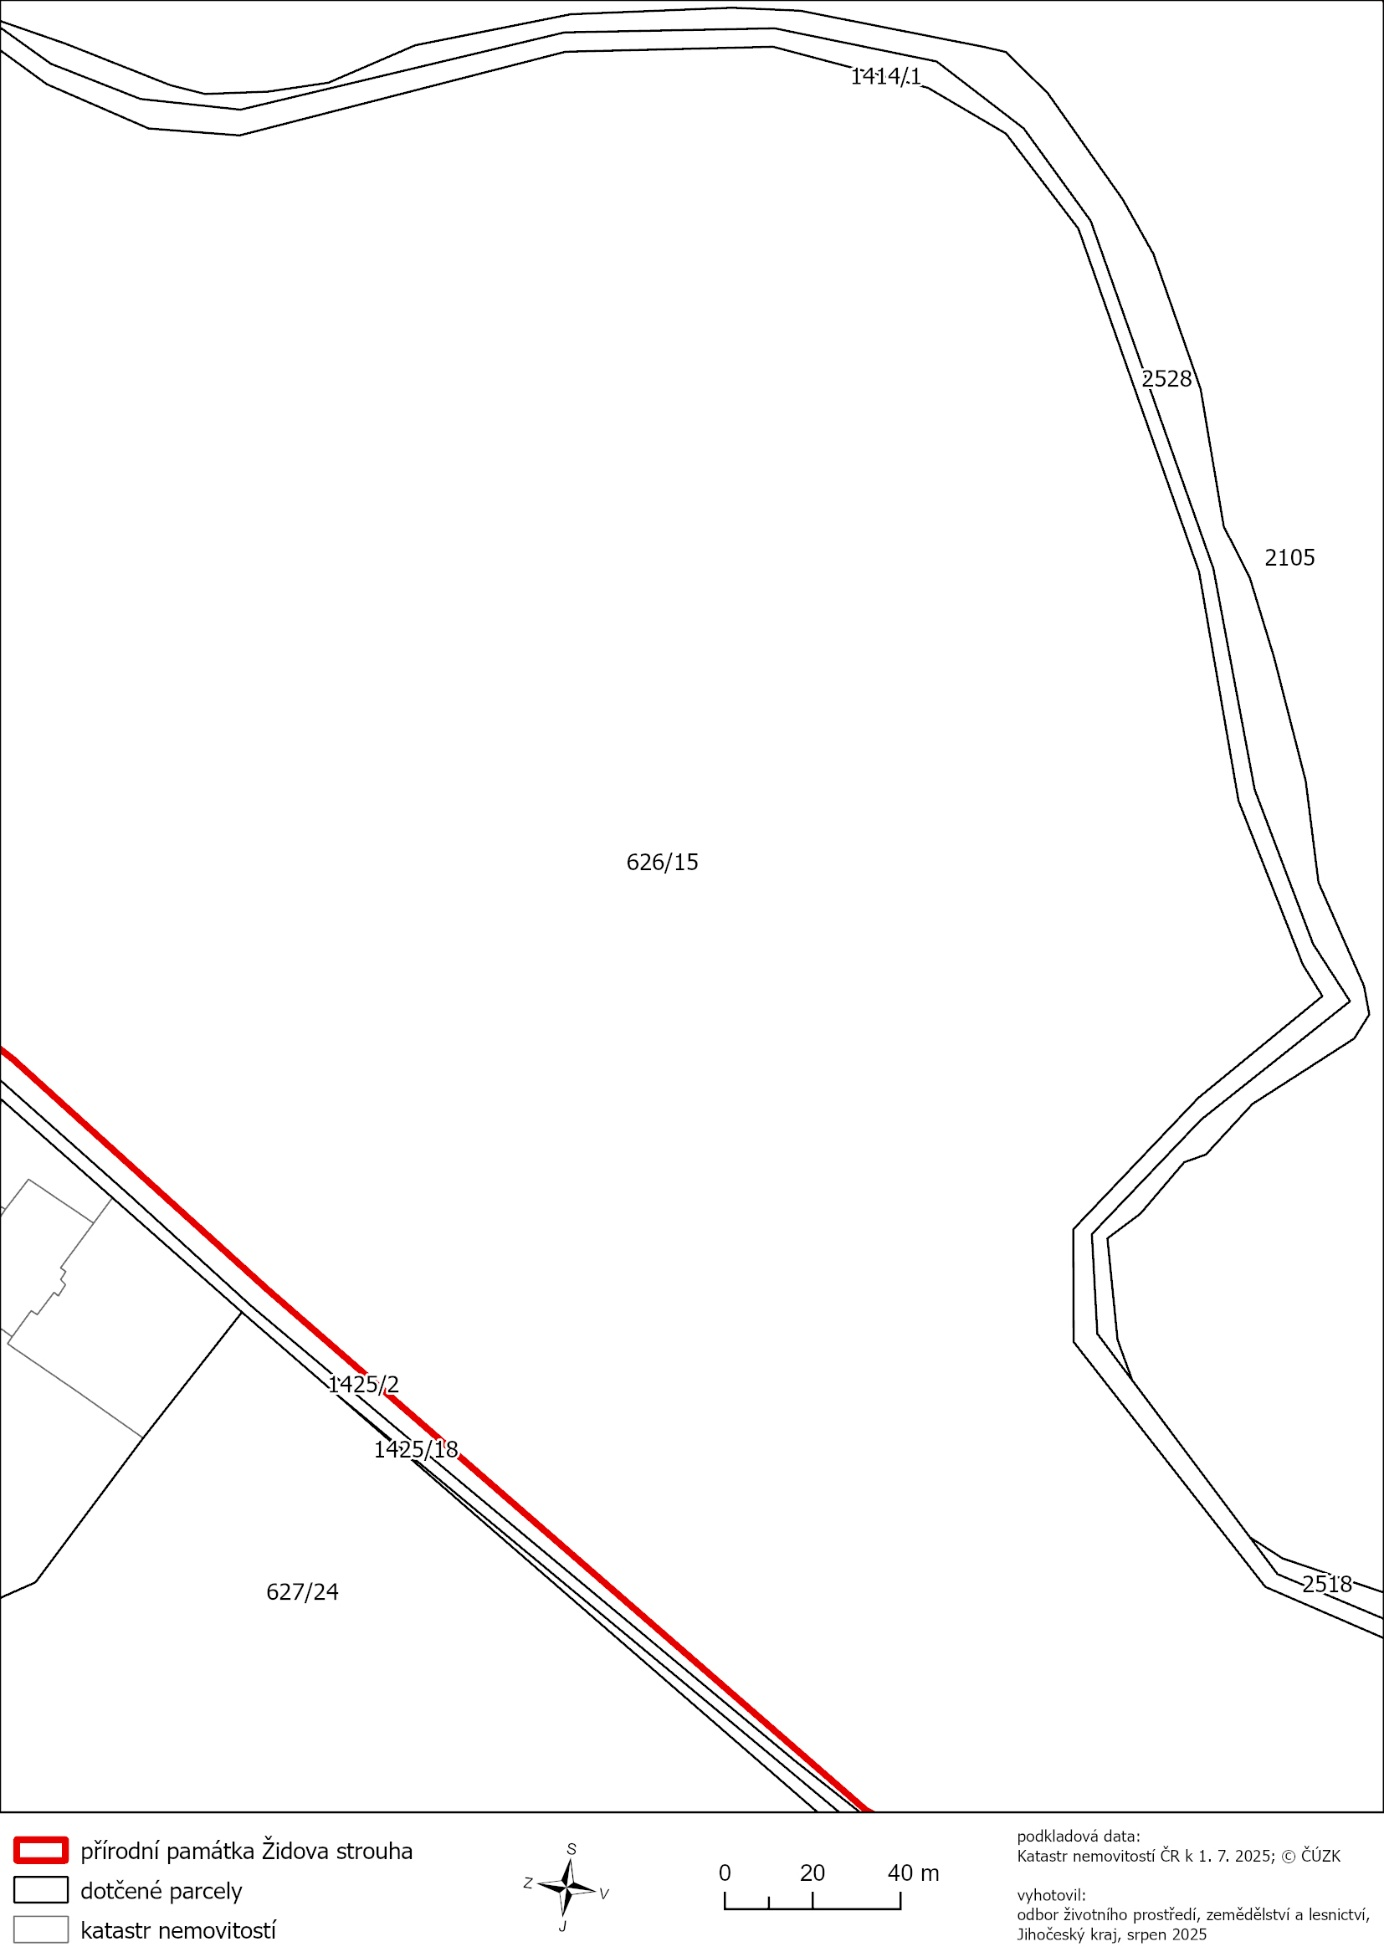 1414/1
2528
2105
626/15
1425/2
1425/18
627/24
2518
přírodní památka Židova strouha
dotčené parcely
katastr nemovitostí
S
Z
V
J
0 20 40 m
podkladová data:
Katastr nemovitostí ČR k 1. 7. 2025; © ČÚZK
vyhotovil:
odbor životního prostředí, zemědělství a lesnictví,
Jihočeský kraj, srpen 2025